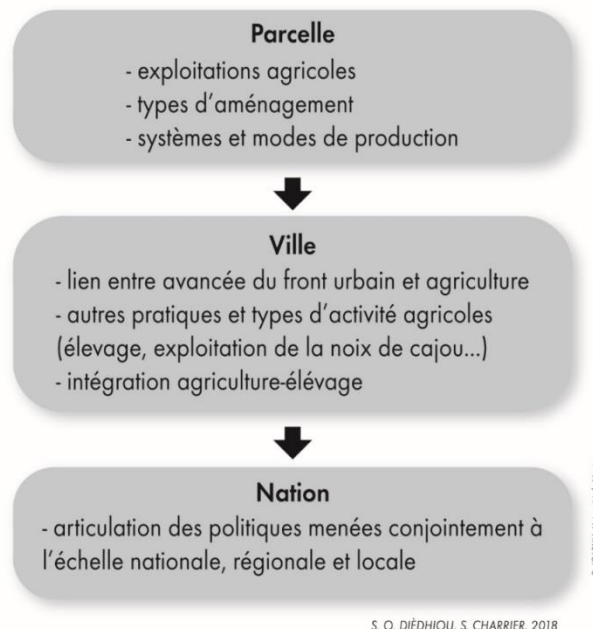 Parcelle
- exploitations agricoles
- types d'aménagement
- systèmes et modes de production
Ville
- lien entre avancée du front urbain et agriculture
- autres pratiques et types d'activité agricoles
(élevage, exploitation de la noix de cajou...)
- intégration agriculture-élévage
Nation
- articulation des politiques menées conjointement à
l'échelle nationale, régionale et locale
S. O. DIÈDHIOU, S. CHARRIER, 2018